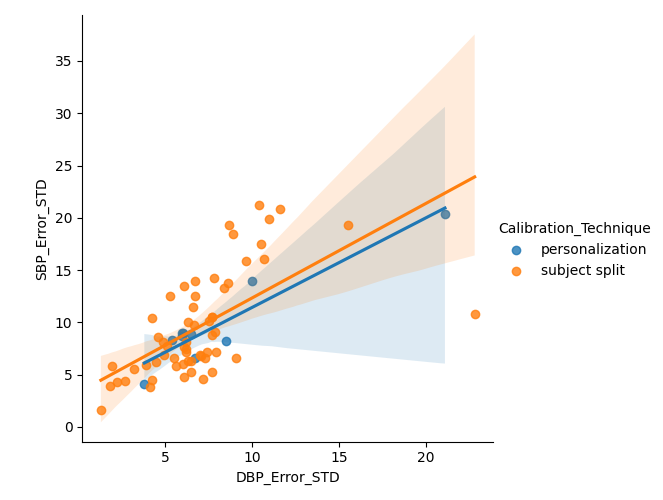 35
30
25
20
15
10
5
0
SBP_Error_STD
5
10
15
20
DBP_Error_STD
Calibration_Technique
personalization
subject split